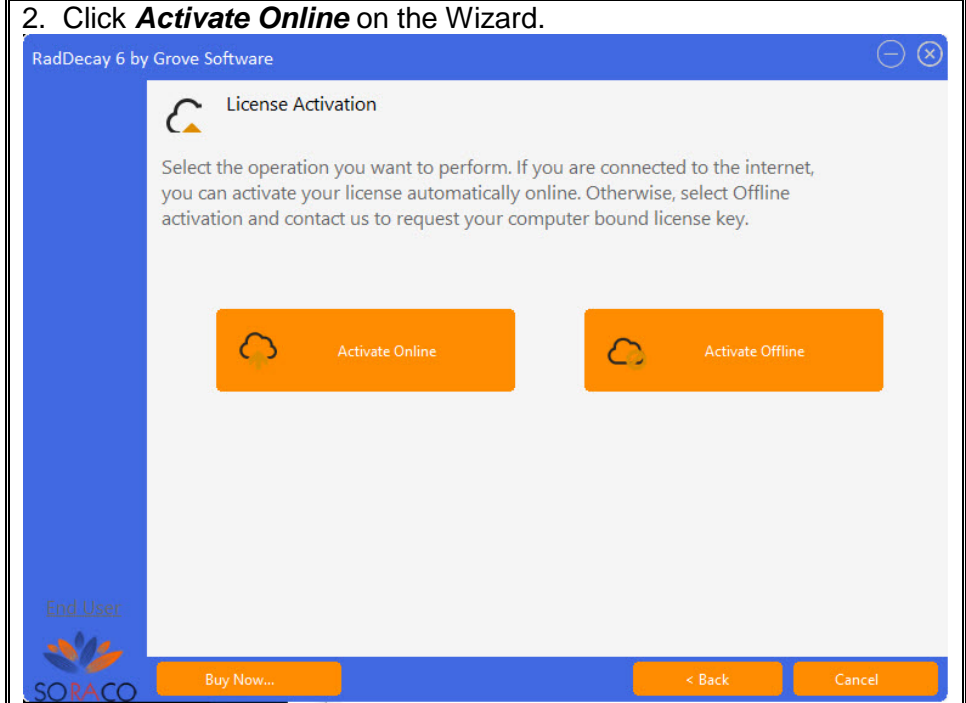 2. Click Activate Online on the Wizard.
RadDecay 6 by Grove Software
License Activation
Select the operation you want to perform. If you are connected to the internet,
you can activate your license automatically online. Otherwise, select Offline
activation and contact us to request your computer bound license key.
Activate Online
Activate Offline
End User
SORACO
Buy Now...
< Back
Cancel